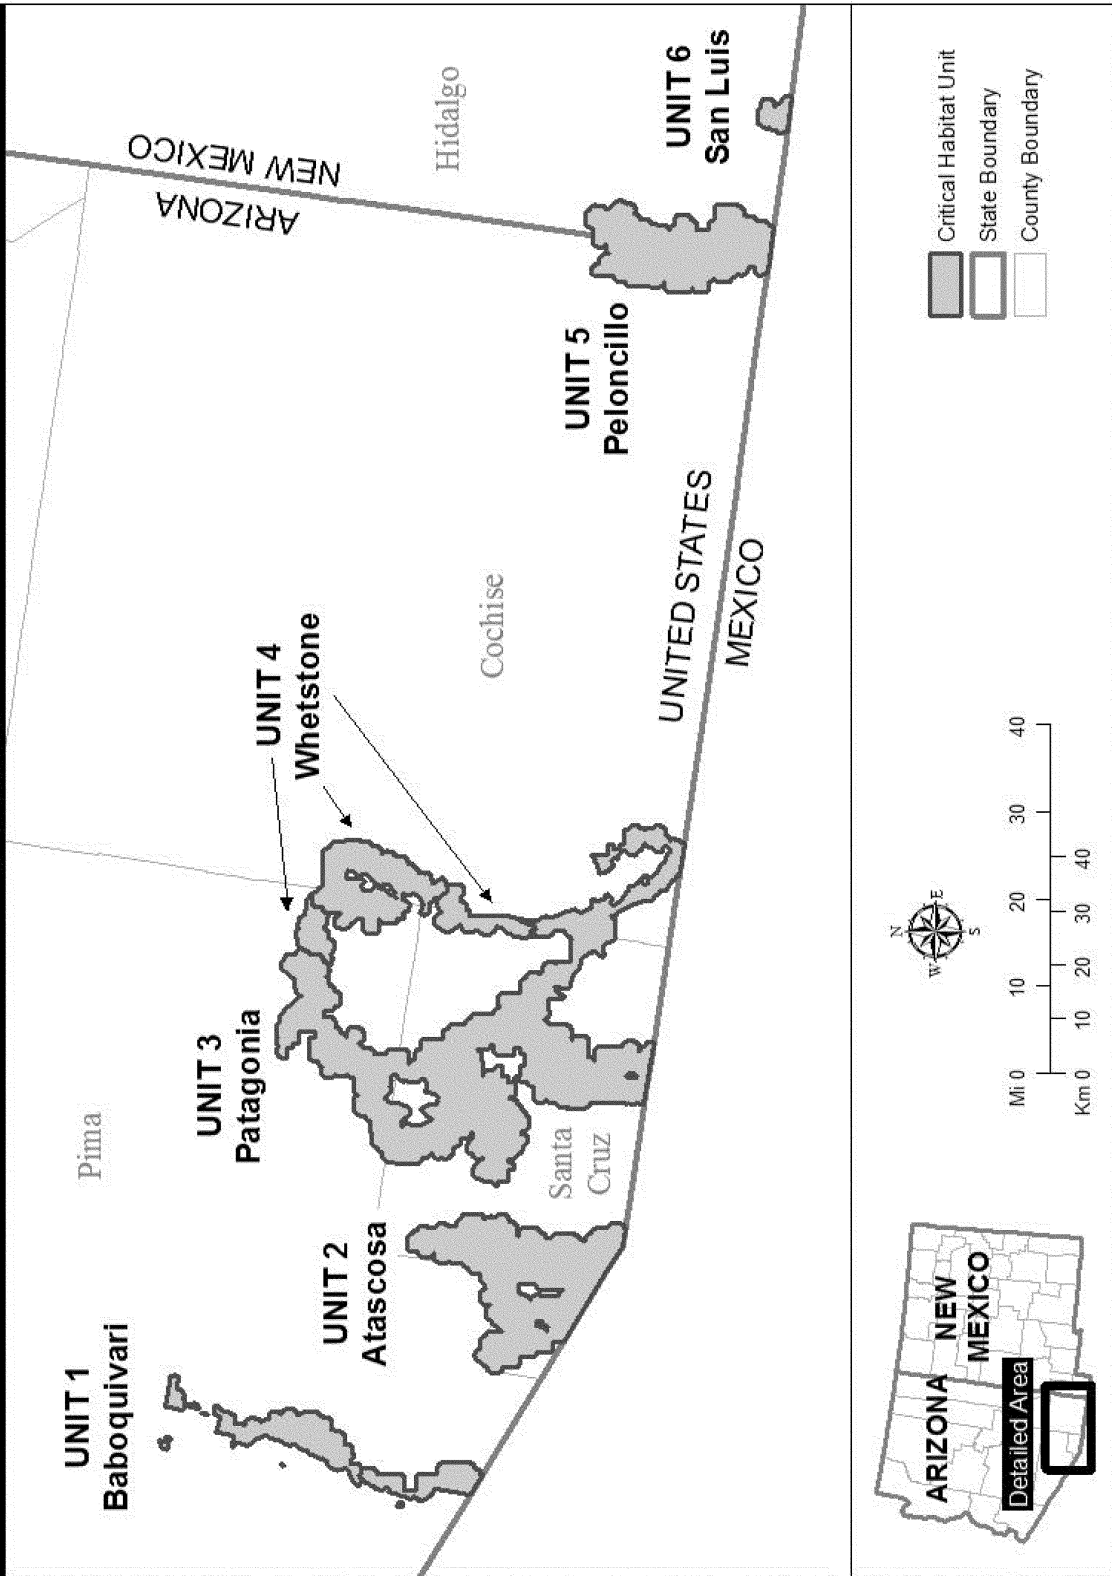 UNIT 1
Baboquivari
UNIT 2
Atascosa
UNIT 3
Patagonia
UNIT 4
Whetstone
UNIT 5
Peloncillo
UNIT 6
San Luis
Pima
Santa
Cruz
Cochise
Hidalgo
ARIZONA
NEW MEXICO
UNITED STATES
MEXICO
ARIZONA
NEW
MEXICO
Detailed Area
N
W
E
S
Mi 0 10 20 30 40
Km 0 10 20 30 40
Critical Habitat Unit
State Boundary
County Boundary